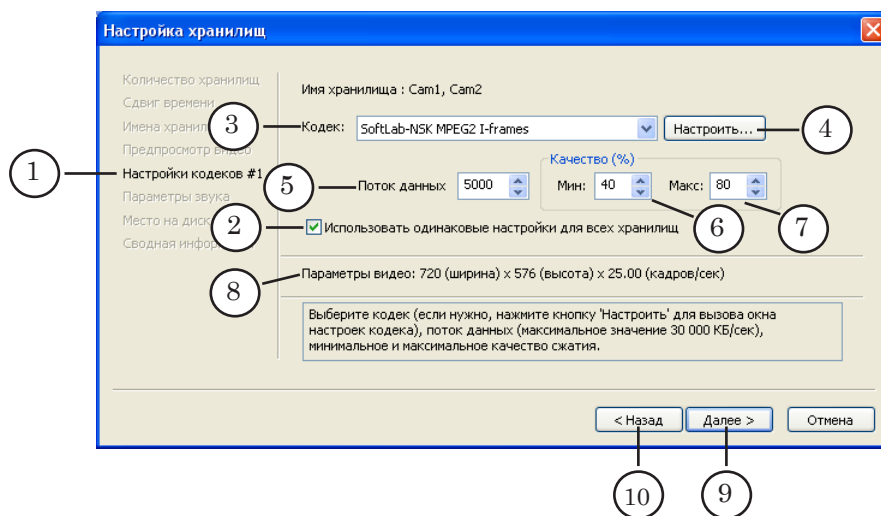 Настройка хранилищ
Количество хранилищ
Сдвиг времени
Имена хранил
Предпросмотр видео
Настройки кодеков #1
Параметры звука
Место на диск
Сводная инфор
Имя хранилища : Cam1, Cam2
Кодек: SoftLab-NSK MPEG2 I-frames Настроить...
Качество (%)
Поток данных 5000 Мин: 40 Макс: 80
Использовать одинаковые настройки для всех хранилищ
Параметры видео: 720 (ширина) x 576 (высота) x 25.00 (кадров/сек)
Выберите кодек (если нужно, нажмите кнопку 'Настроить' для вызова окна
настроек кодека), поток данных (максимальное значение 30 000 КБ/сек),
минимальное и максимальное качество сжатия.
< Назад Далее > Отмена
1
2
3
4
5
6
7
8
9
10